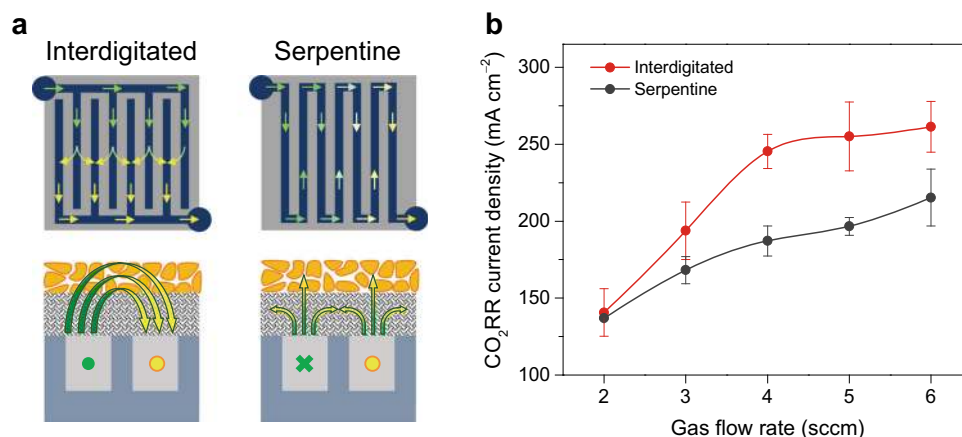 a
Interdigitated
Serpentine
b
CO₂RR current density (mA cm⁻²)
300
250
200
150
100
Interdigitated
Serpentine
2 3 4 5 6
Gas flow rate (sccm)